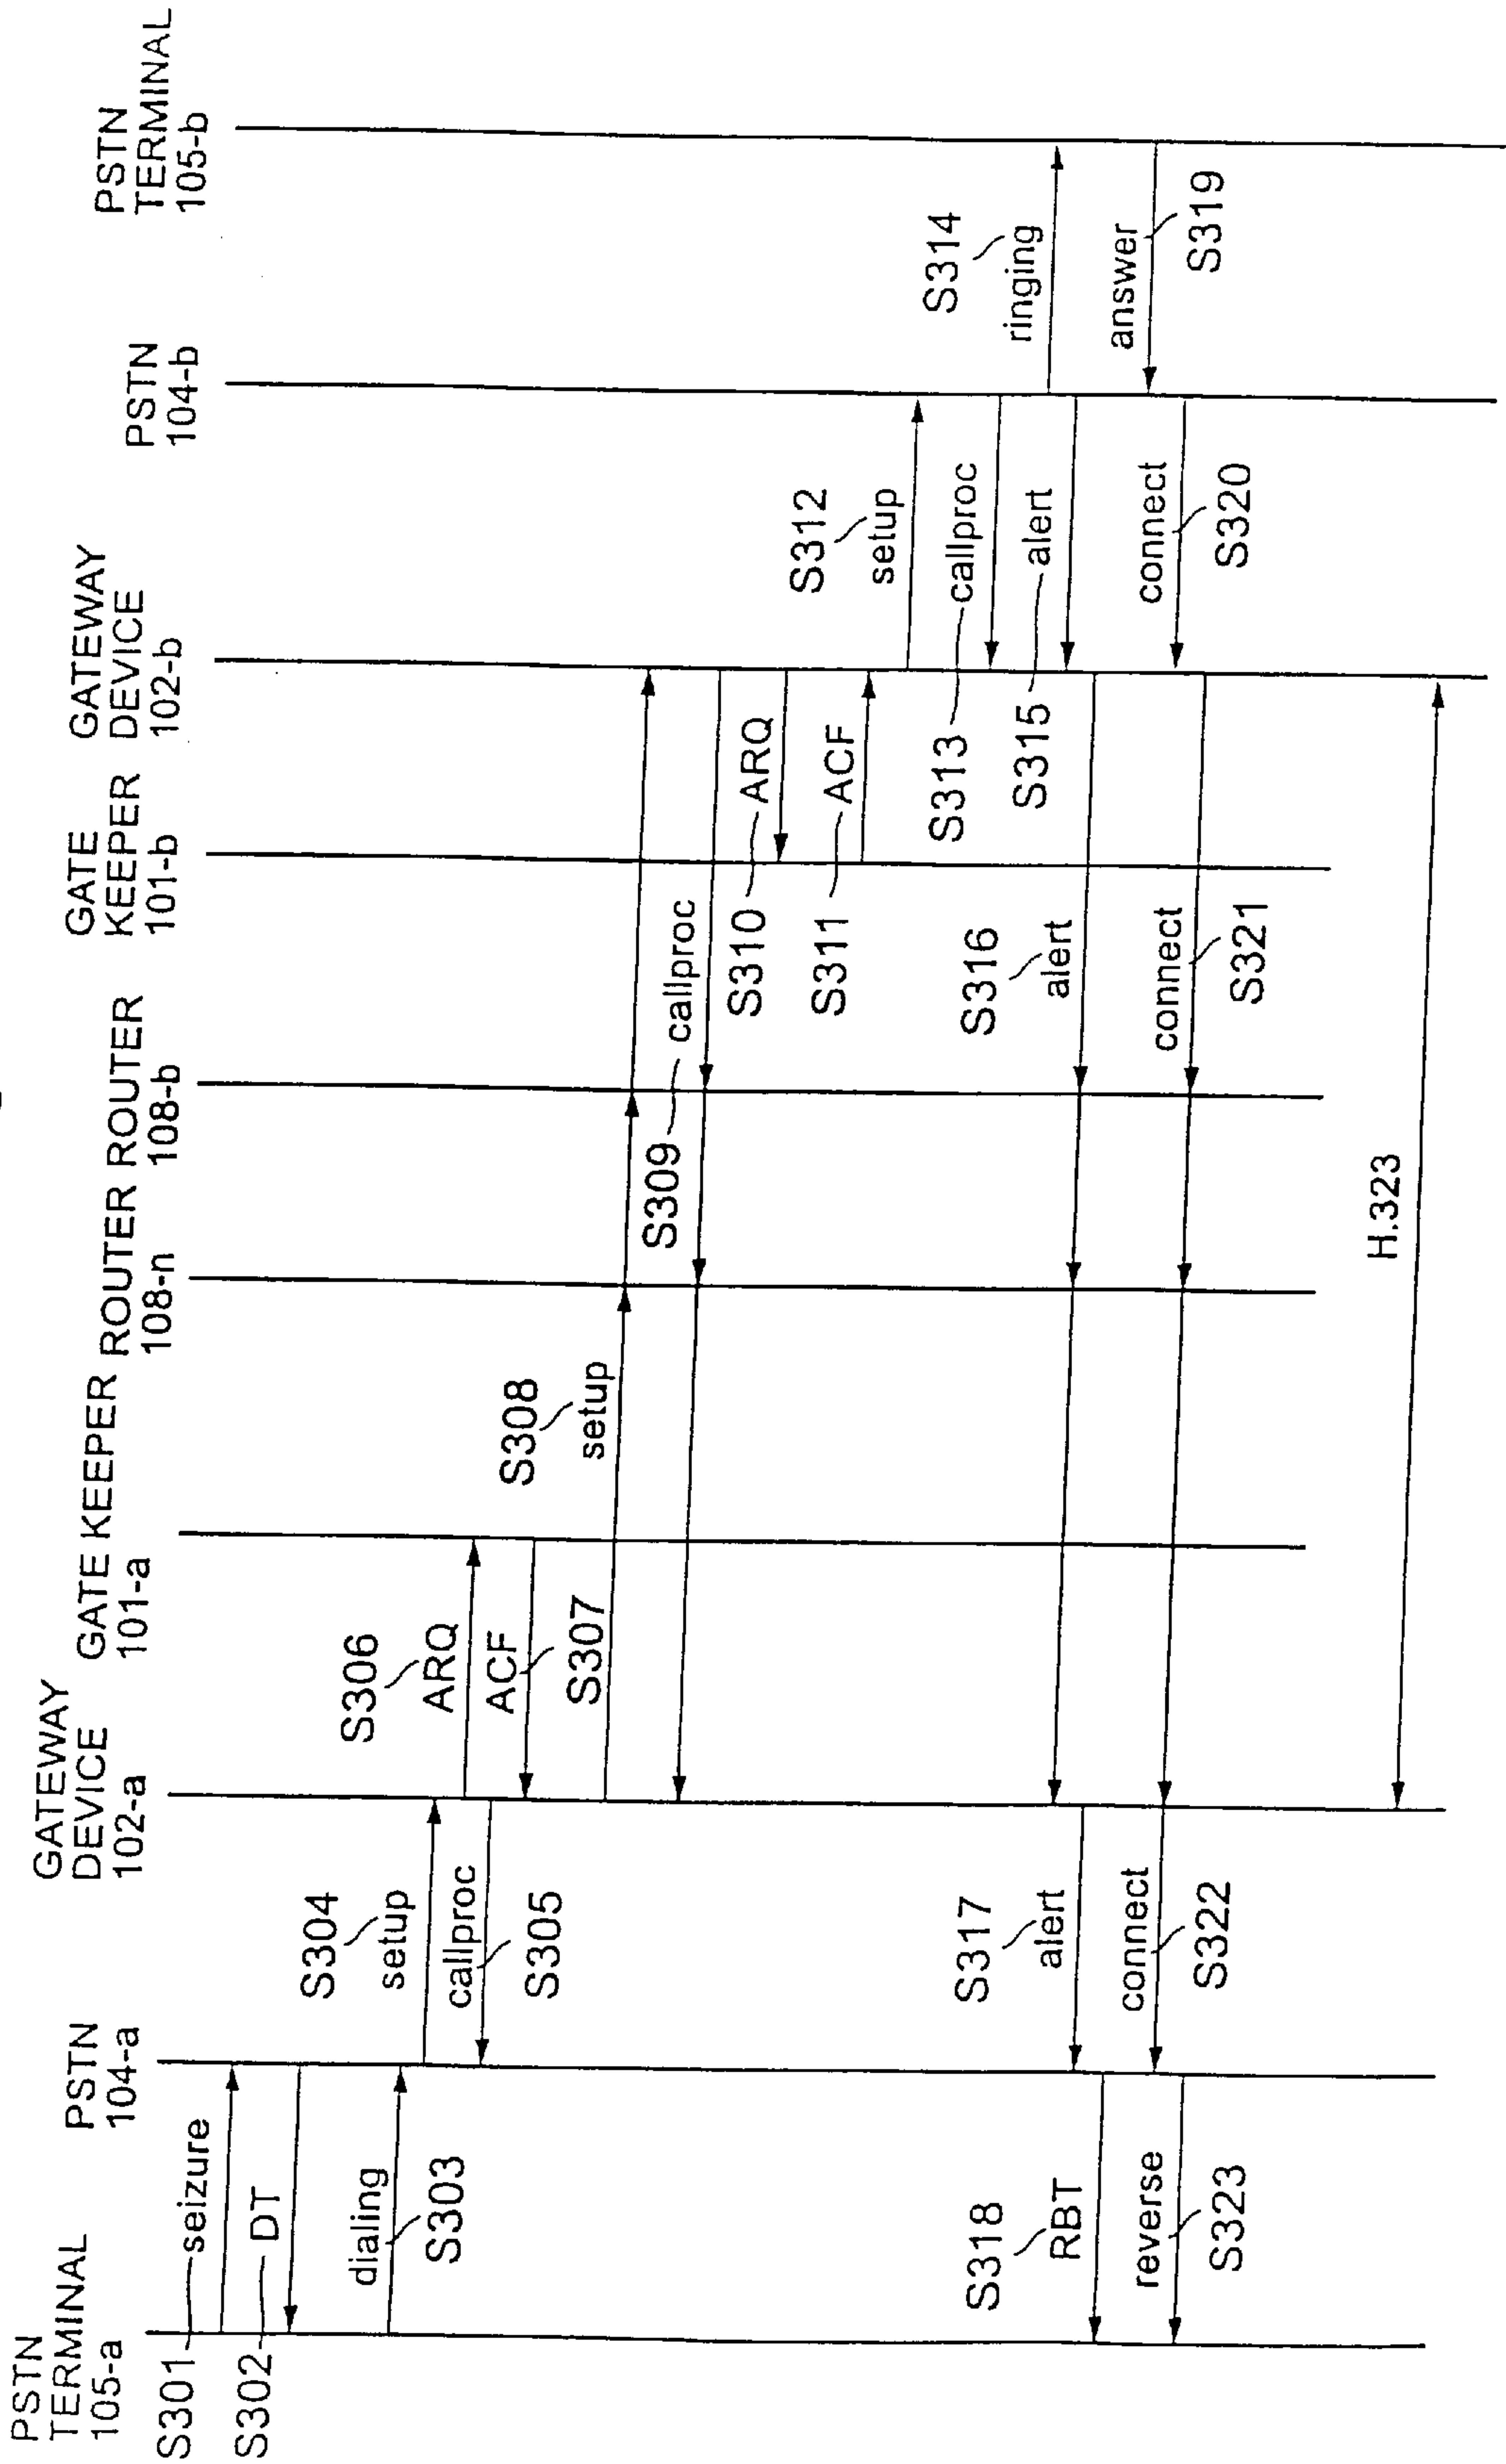 PSTN
TERMINAL
105-a
PSTN
104-a
GATEWAY
DEVICE
102-a
GATE KEEPER
101-a
ROUTER
108-n
ROUTER
108-b
GATE
KEEPER
101-b
GATEWAY
DEVICE
102-b
PSTN
104-b
PSTN
TERMINAL
105-b
S301
seizure
S302
DT
dialing
S303
S304
setup
callproc
S305
S306
ARQ
ACF
S307
S308
setup
S309
callproc
S310
ARQ
S311
ACF
S312
setup
S313
callproc
S314
ringing
S315
alert
S316
alert
S317
alert
S318
RBT
answer
S319
connect
S320
connect
S321
connect
S322
reverse
S323
H.323